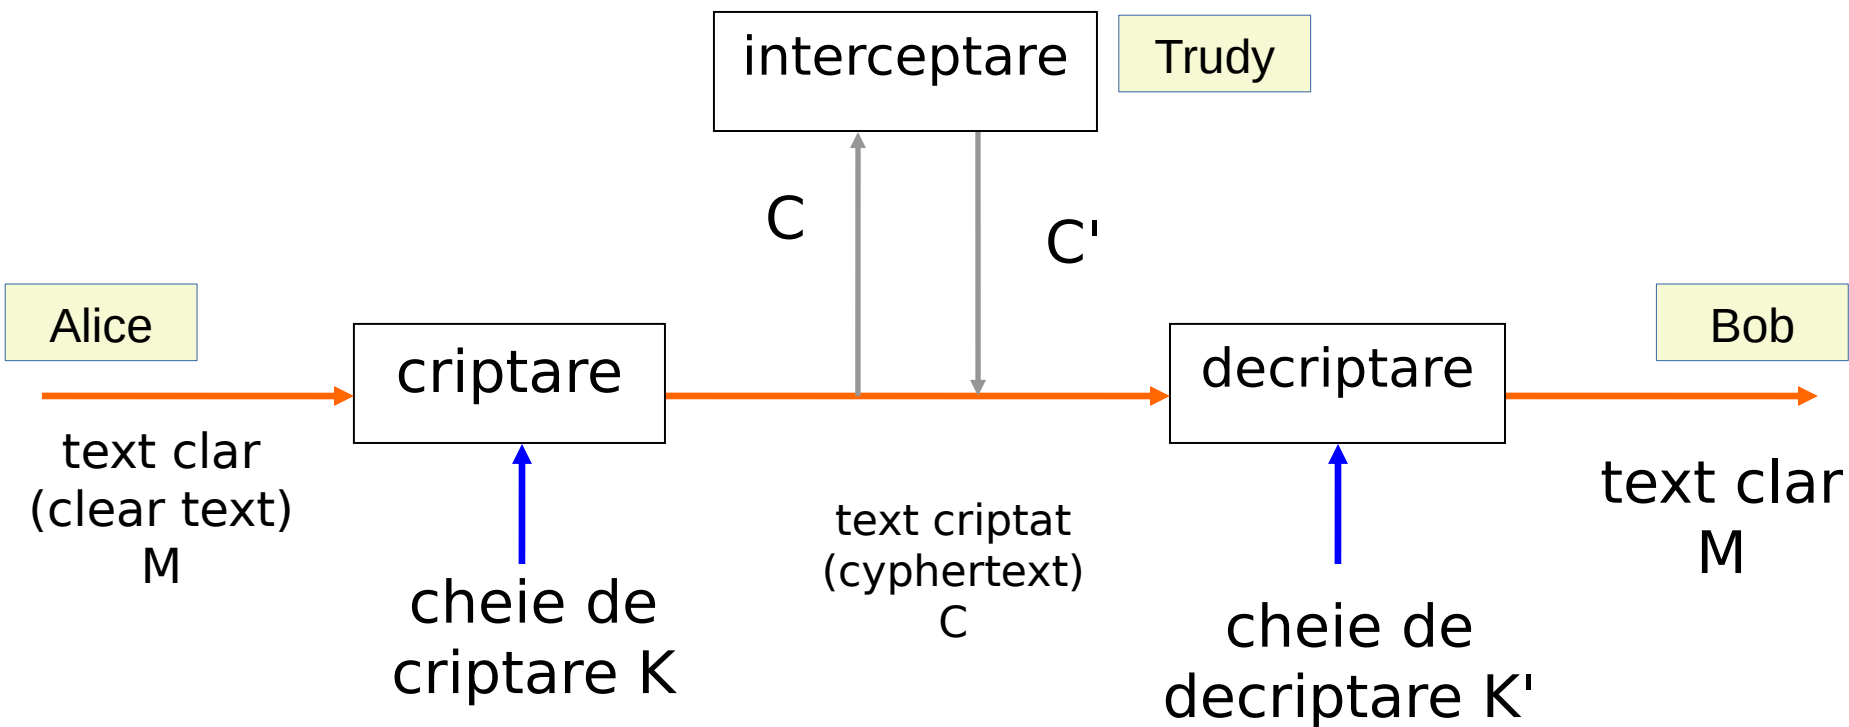 interceptare
Trudy
C
C'
Alice
Bob
criptare
decriptare
text clar
(clear text)
M
cheie de
criptare K
text criptat
(cyphertext)
C
cheie de
decriptare K'
text clar
M